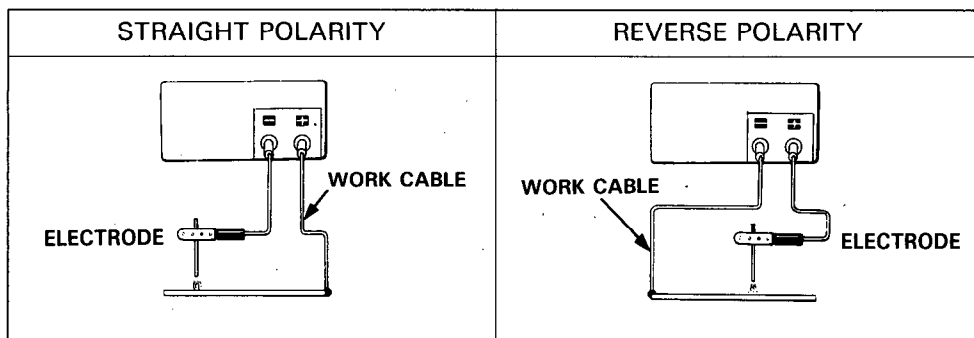 STRAIGHT POLARITY
REVERSE POLARITY
− +
WORK CABLE
ELECTRODE
− +
WORK CABLE
ELECTRODE